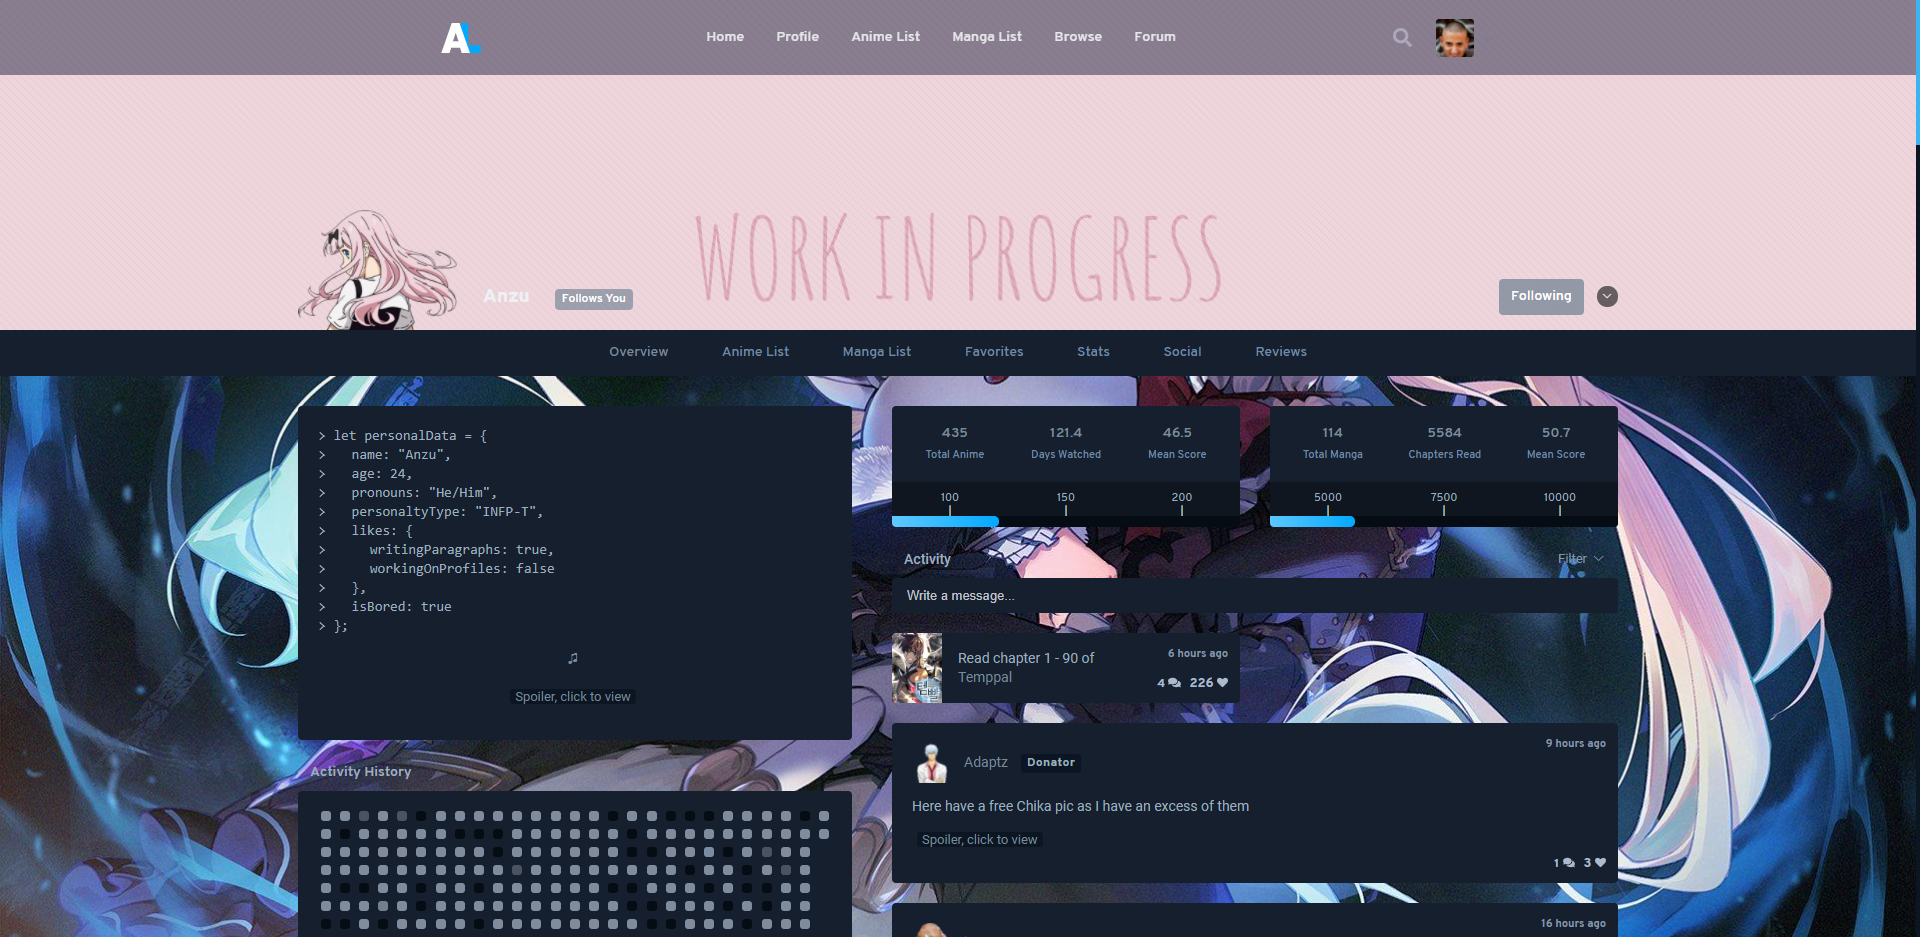 AL
Home Profile Anime List Manga List Browse Forum
WORK IN PROGRESS
Anzu Follows You
Following
Overview Anime List Manga List Favorites Stats Social Reviews
> let personalData = {
>   name: "Anzu",
>   age: 24,
>   pronouns: "He/Him",
>   personaltyType: "INFP-T",
>   likes: {
>     writingParagraphs: true,
>     workingOnProfiles: false
>   },
>   isBored: true
> };
♫
Spoiler, click to view
Activity History
435 121.4 46.5
Total Anime Days Watched Mean Score
100 150 200
114 5584 50.7
Total Manga Chapters Read Mean Score
5000 7500 10000
Activity Filter
Write a message...
템빨
Read chapter 1 - 90 of
Temppal
6 hours ago
4 226
Adaptz Donator
9 hours ago
Here have a free Chika pic as I have an excess of them
Spoiler, click to view
1 3
16 hours ago